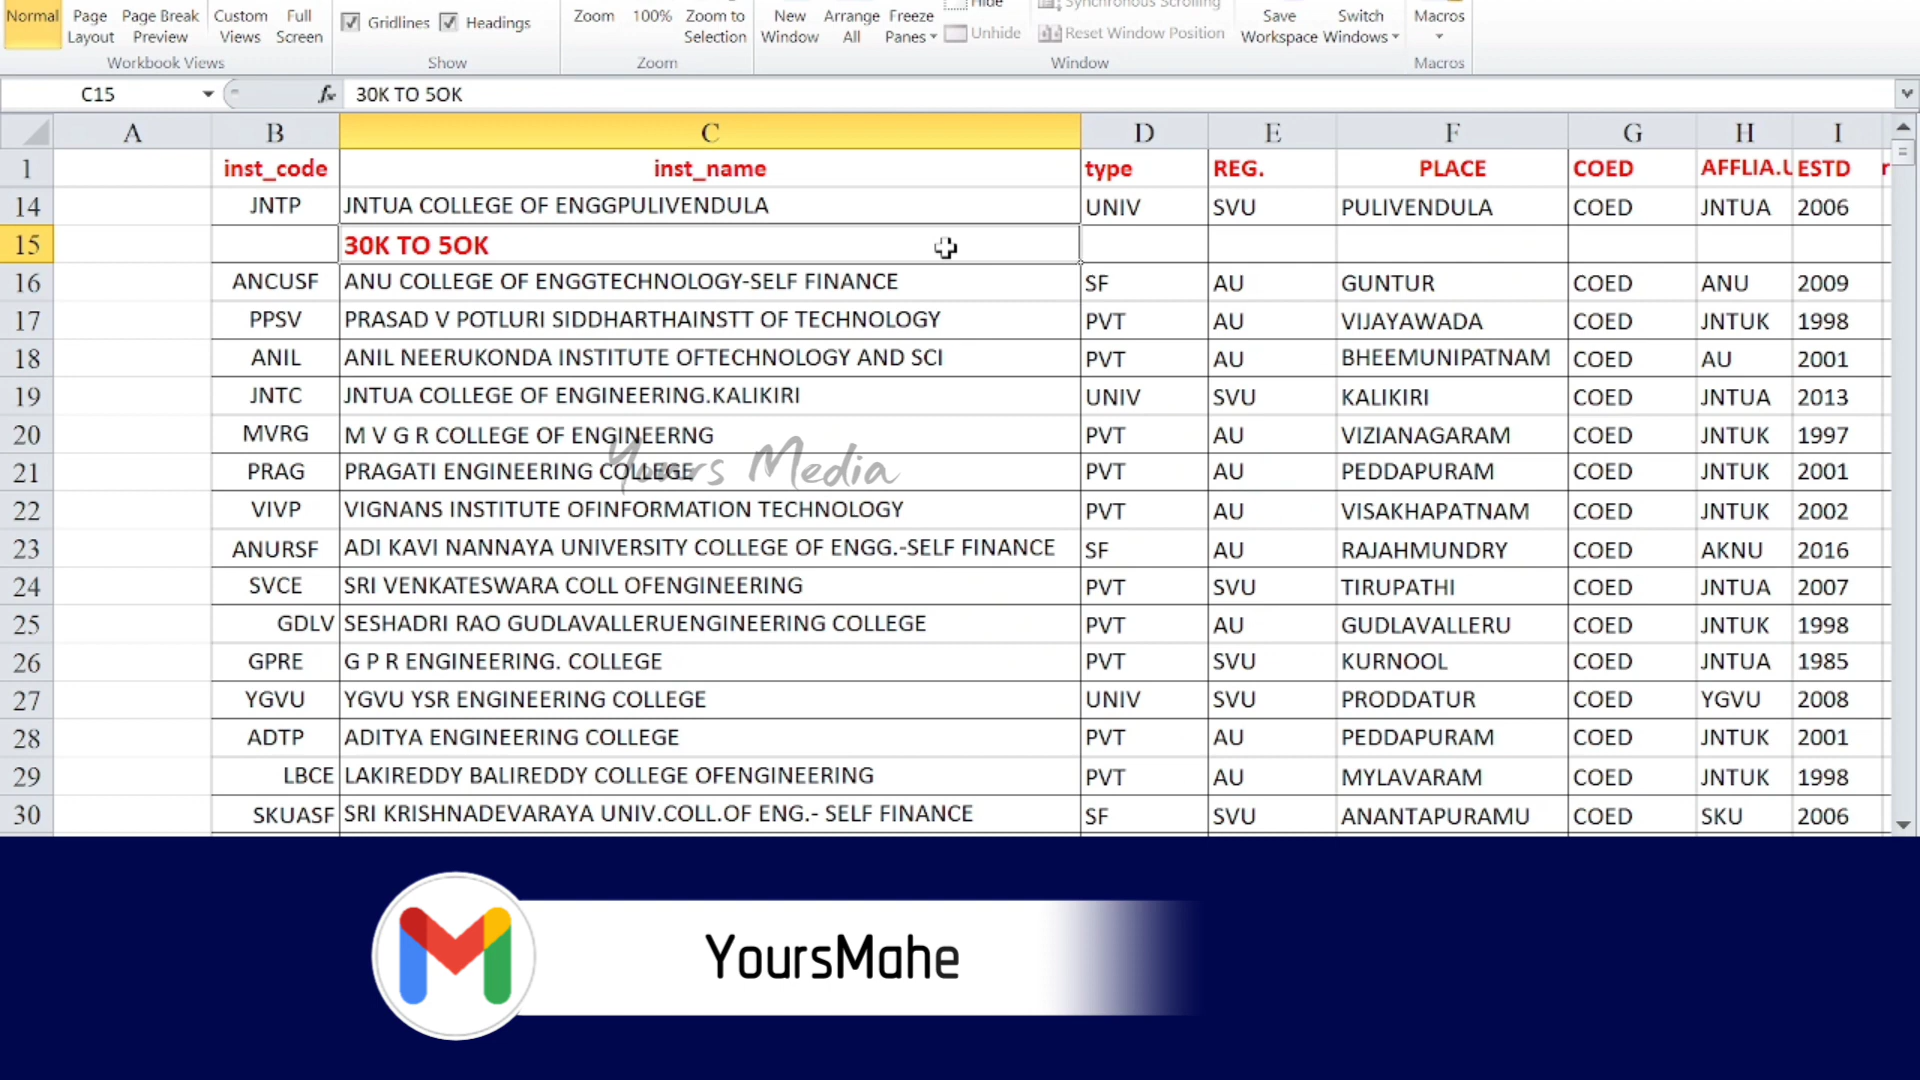 Normal Page Layout Page Break Preview Custom Views Full Screen Gridlines Headings Zoom 100% Zoom to Selection New Window Arrange All Freeze Panes Hide Unhide Synchronous Scrolling Reset Window Position Save Workspace Switch Windows Macros
Workbook Views Show Zoom Window Macros
C15 fx 30K TO 5OK
A B C D E F G H I
1 inst_code inst_name type REG. PLACE COED AFFLIA.U ESTD r
14 JNTP JNTUA COLLEGE OF ENGGPULIVENDULA UNIV SVU PULIVENDULA COED JNTUA 2006
15 30K TO 5OK
16 ANCUSF ANU COLLEGE OF ENGGTECHNOLOGY-SELF FINANCE SF AU GUNTUR COED ANU 2009
17 PPSV PRASAD V POTLURI SIDDHARTHAINSTT OF TECHNOLOGY PVT AU VIJAYAWADA COED JNTUK 1998
18 ANIL ANIL NEERUKONDA INSTITUTE OFTECHNOLOGY AND SCI PVT AU BHEEMUNIPATNAM COED AU 2001
19 JNTC JNTUA COLLEGE OF ENGINEERING.KALIKIRI UNIV SVU KALIKIRI COED JNTUA 2013
20 MVRG M V G R COLLEGE OF ENGINEERNG PVT AU VIZIANAGARAM COED JNTUK 1997
Yours Media
21 PRAG PRAGATI ENGINEERING COLLEGE PVT AU PEDDAPURAM COED JNTUK 2001
22 VIVP VIGNANS INSTITUTE OFINFORMATION TECHNOLOGY PVT AU VISAKHAPATNAM COED JNTUK 2002
23 ANURSF ADI KAVI NANNAYA UNIVERSITY COLLEGE OF ENGG.-SELF FINANCE SF AU RAJAHMUNDRY COED AKNU 2016
24 SVCE SRI VENKATESWARA COLL OFENGINEERING PVT SVU TIRUPATHI COED JNTUA 2007
25 GDLV SESHADRI RAO GUDLAVALLERUENGINEERING COLLEGE PVT AU GUDLAVALLERU COED JNTUK 1998
26 GPRE G P R ENGINEERING. COLLEGE PVT SVU KURNOOL COED JNTUA 1985
27 YGVU YGVU YSR ENGINEERING COLLEGE UNIV SVU PRODDATUR COED YGVU 2008
28 ADTP ADITYA ENGINEERING COLLEGE PVT AU PEDDAPURAM COED JNTUK 2001
29 LBCE LAKIREDDY BALIREDDY COLLEGE OFENGINEERING PVT AU MYLAVARAM COED JNTUK 1998
30 SKUASF SRI KRISHNADEVARAYA UNIV.COLL.OF ENG.- SELF FINANCE SF SVU ANANTAPURAMU COED SKU 2006
YoursMahe